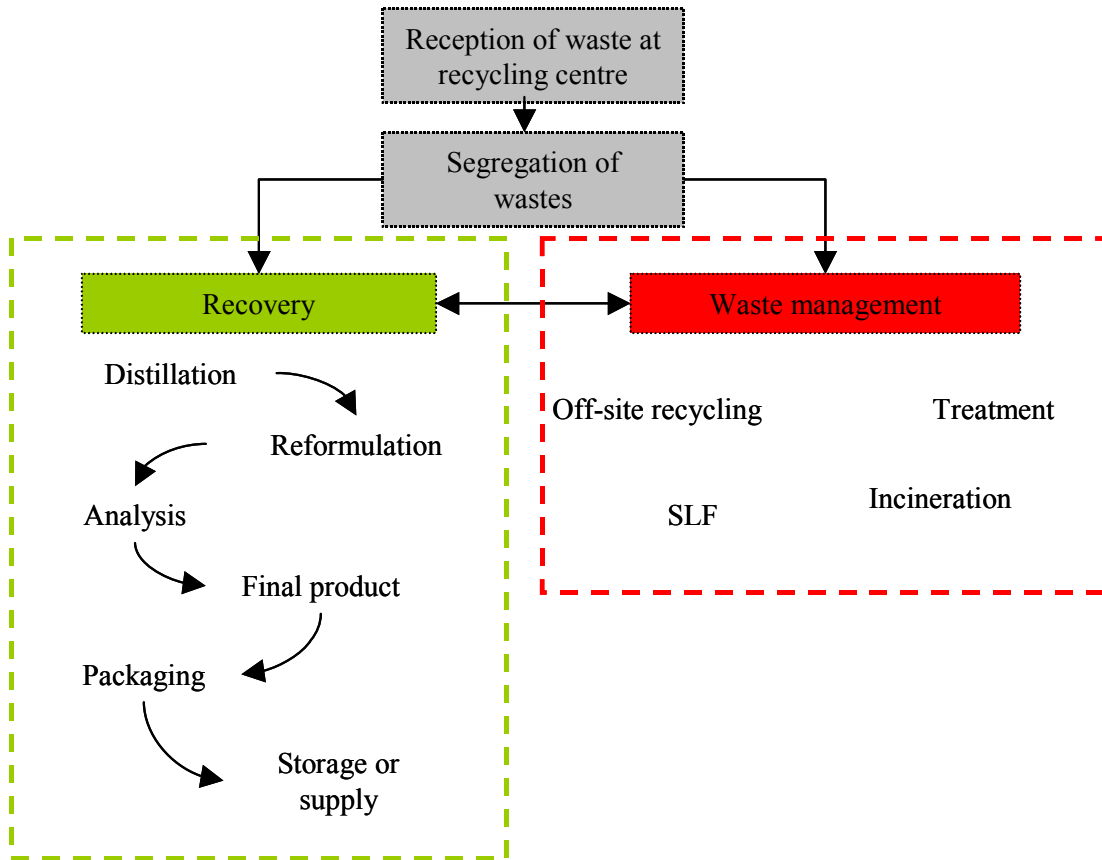 Reception of waste at
recycling centre
Segregation of
wastes
Recovery
Waste management
Distillation
Reformulation
Analysis
Final product
Packaging
Storage or
supply
Off-site recycling
Treatment
SLF
Incineration